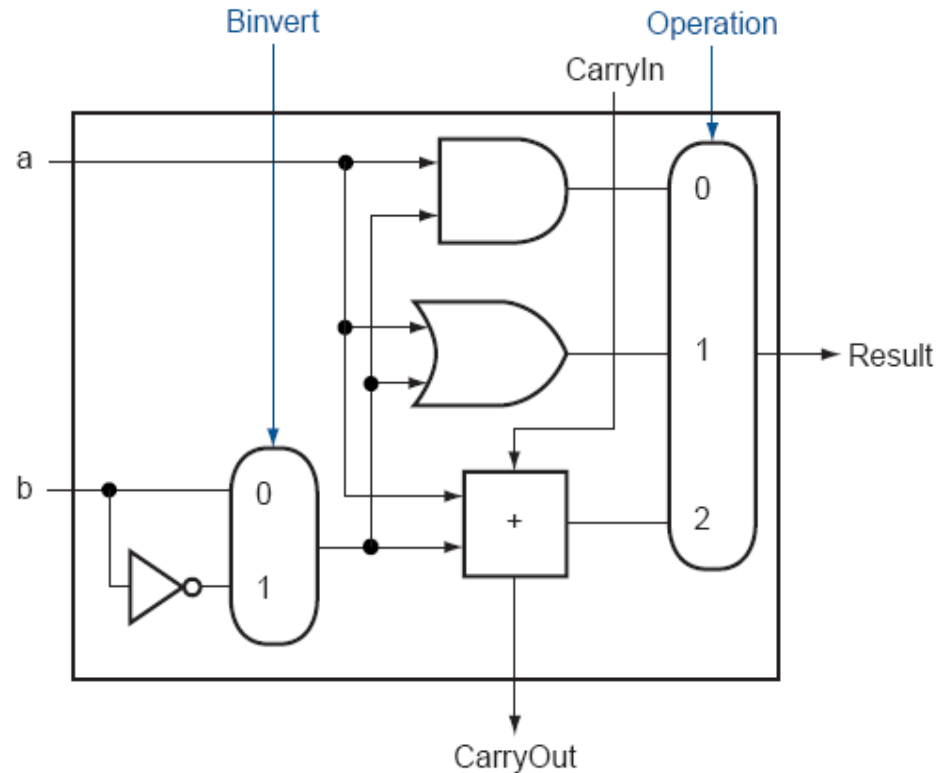 Binvert
Operation
CarryIn
a
0
1
Result
b
0
+
2
1
CarryOut